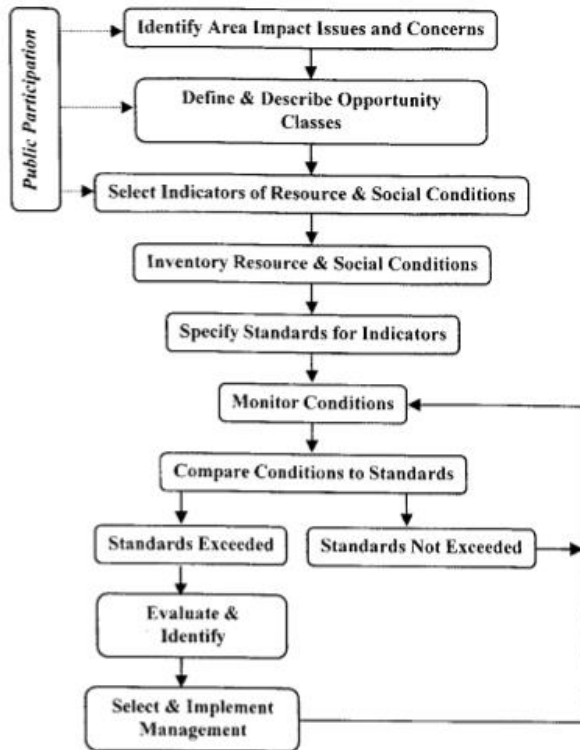 Public Participation
Identify Area Impact Issues and Concerns
Define & Describe Opportunity
Classes
Select Indicators of Resource & Social Conditions
Inventory Resource & Social Conditions
Specify Standards for Indicators
Monitor Conditions
Compare Conditions to Standards
Standards Exceeded
Standards Not Exceeded
Evaluate &
Identify
Select & Implement
Management